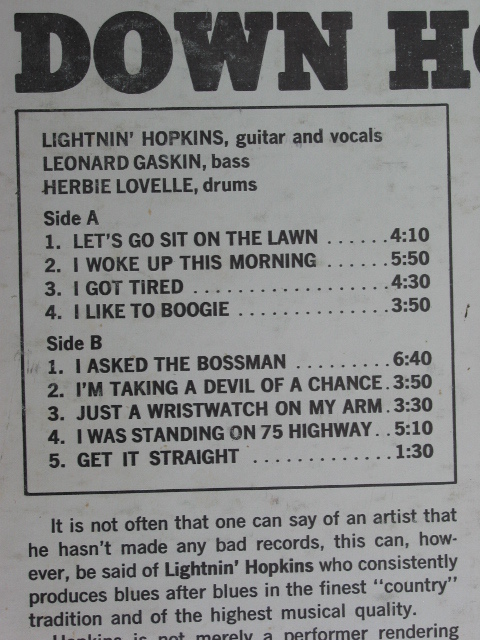 DOWN H
LIGHTNIN' HOPKINS, guitar and vocals
LEONARD GASKIN, bass
HERBIE LOVELLE, drums
Side A
1. LET'S GO SIT ON THE LAWN ......4:10
2. I WOKE UP THIS MORNING ......5:50
3. I GOT TIRED ..................4:30
4. I LIKE TO BOOGIE .............3:50
Side B
1. I ASKED THE BOSSMAN .........6:40
2. I'M TAKING A DEVIL OF A CHANCE.3:50
3. JUST A WRISTWATCH ON MY ARM.3:30
4. I WAS STANDING ON 75 HIGHWAY..5:10
5. GET IT STRAIGHT ............1:30
It is not often that one can say of an artist that
he hasn't made any bad records, this can, how-
ever, be said of Lightnin' Hopkins who consistently
produces blues after blues in the finest "country"
tradition and of the highest musical quality.
Hopkins is not merely a performer rendering